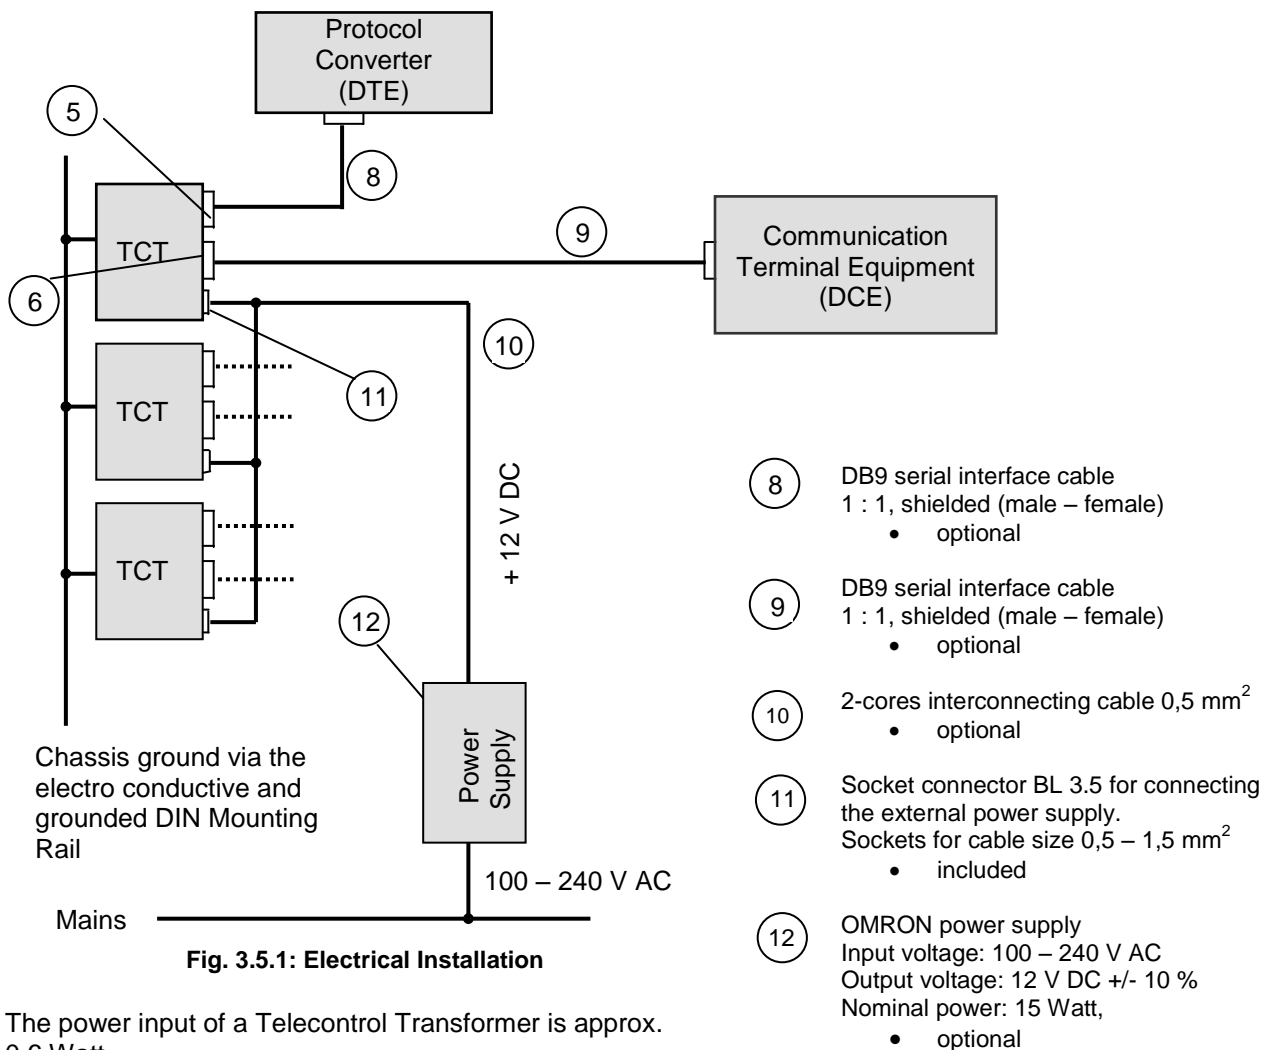 Protocol
Converter
(DTE)
5
8
TCT
9
Communication
Terminal Equipment
(DCE)
6
10
11
TCT
+ 12 V DC
TCT
12
Power
Supply
Chassis ground via the
electro conductive and
grounded DIN Mounting
Rail
100 – 240 V AC
Mains
Fig. 3.5.1: Electrical Installation
The power input of a Telecontrol Transformer is approx.
8
DB9 serial interface cable
1 : 1, shielded (male – female)
• optional
9
DB9 serial interface cable
1 : 1, shielded (male – female)
• optional
10
2-cores interconnecting cable 0,5 mm²
• optional
11
Socket connector BL 3.5 for connecting
the external power supply.
Sockets for cable size 0,5 – 1,5 mm²
• included
12
OMRON power supply
Input voltage: 100 – 240 V AC
Output voltage: 12 V DC +/- 10 %
Nominal power: 15 Watt,
• optional